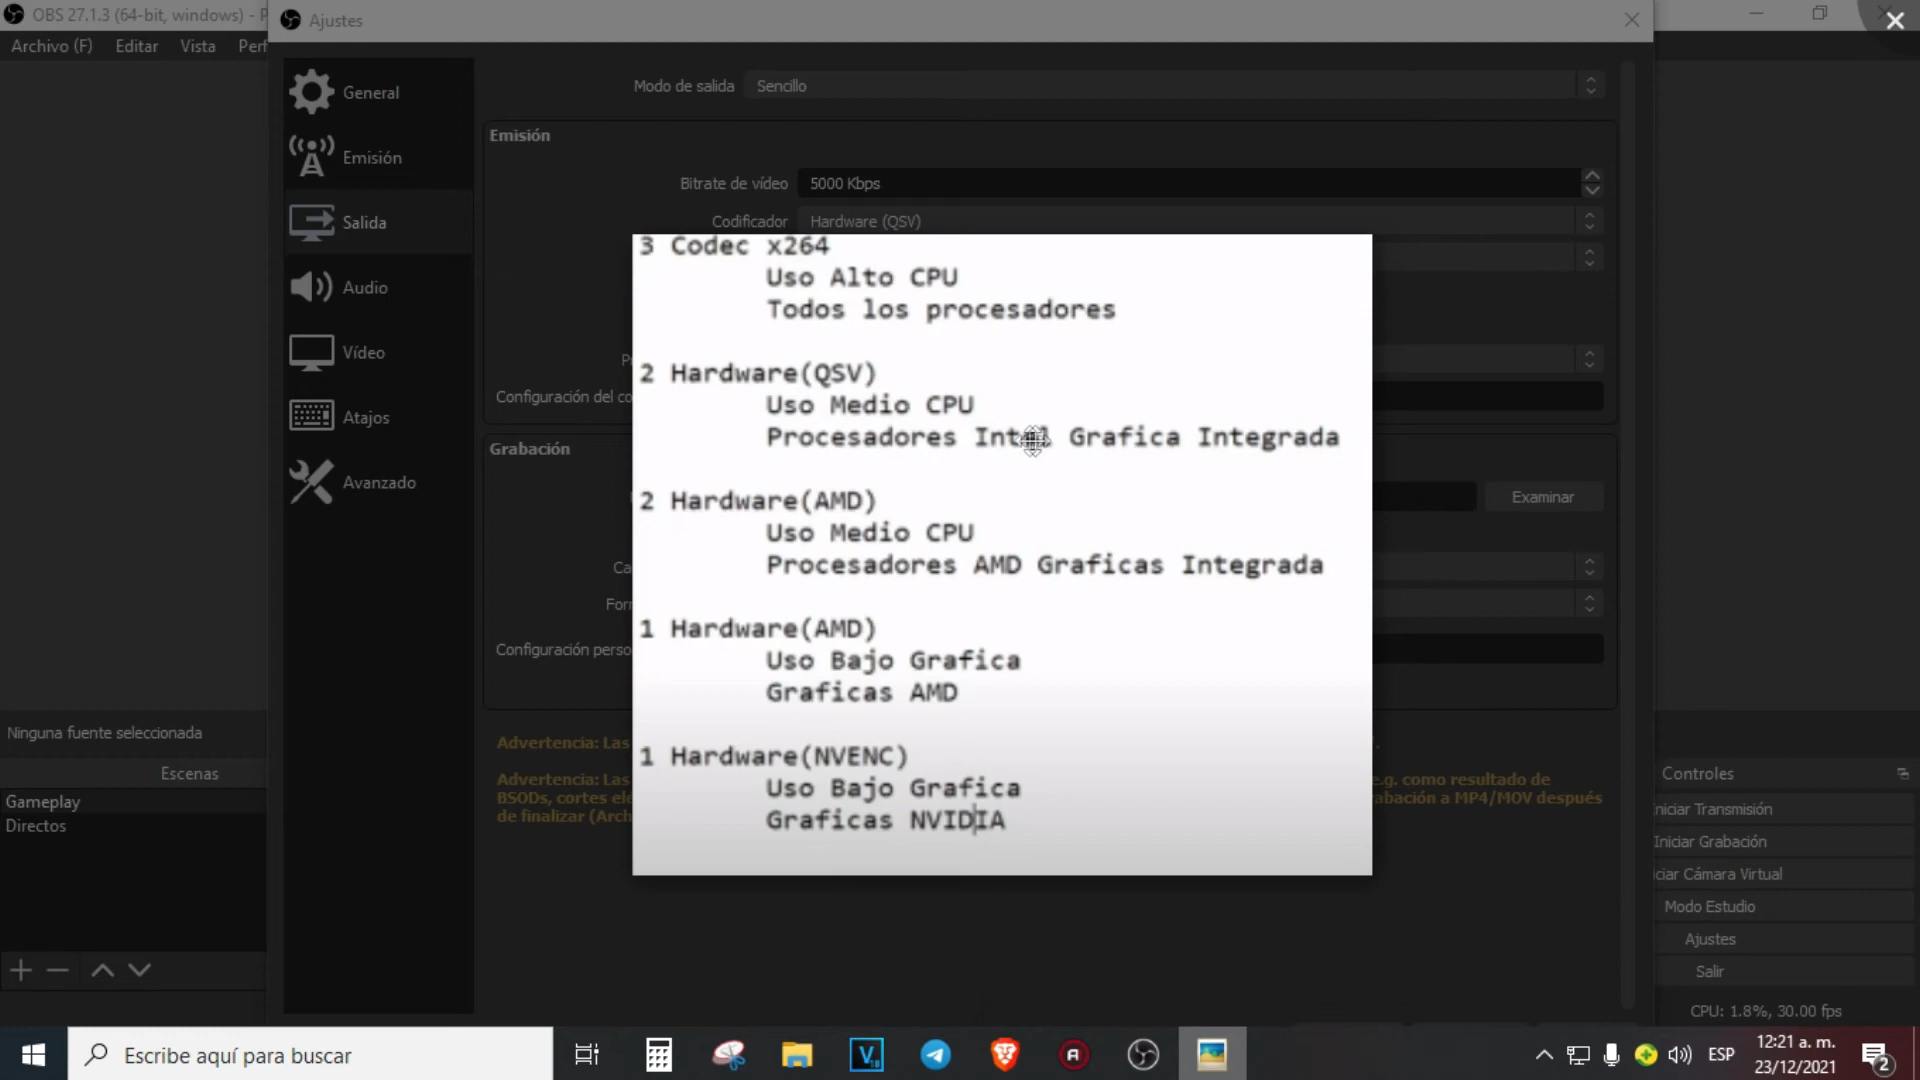 OBS 27.1.3 (64-bit, windows) - P
Ajustes
Archivo (F)
Editar
Vista
Perf
General
Emisión
Salida
Audio
Vídeo
Atajos
Avanzado
Modo de salida
Sencillo
Emisión
Bitrate de vídeo
5000 Kbps
Codificador
Hardware (QSV)
Configuración del co
Grabación
Examinar
Ca
Form
Configuración perso
3 Codec x264
Uso Alto CPU
Todos los procesadores
2 Hardware(QSV)
Uso Medio CPU
Procesadores Intel Grafica Integrada
2 Hardware(AMD)
Uso Medio CPU
Procesadores AMD Graficas Integrada
1 Hardware(AMD)
Uso Bajo Grafica
Graficas AMD
1 Hardware(NVENC)
Uso Bajo Grafica
Graficas NVIDIA
Advertencia: Las
Advertencia: Las
e.g. como resultado de
BSODs, cortes elé
rabación a MP4/MOV después
de finalizar (Arch
Ninguna fuente seleccionada
Escenas
Gameplay
Directos
Controles
niciar Transmisión
Iniciar Grabación
ciar Cámara Virtual
Modo Estudio
Ajustes
Salir
CPU: 1.8%, 30.00 fps
Escribe aquí para buscar
V
18
A
ESP
12:21 a. m.
23/12/2021
2